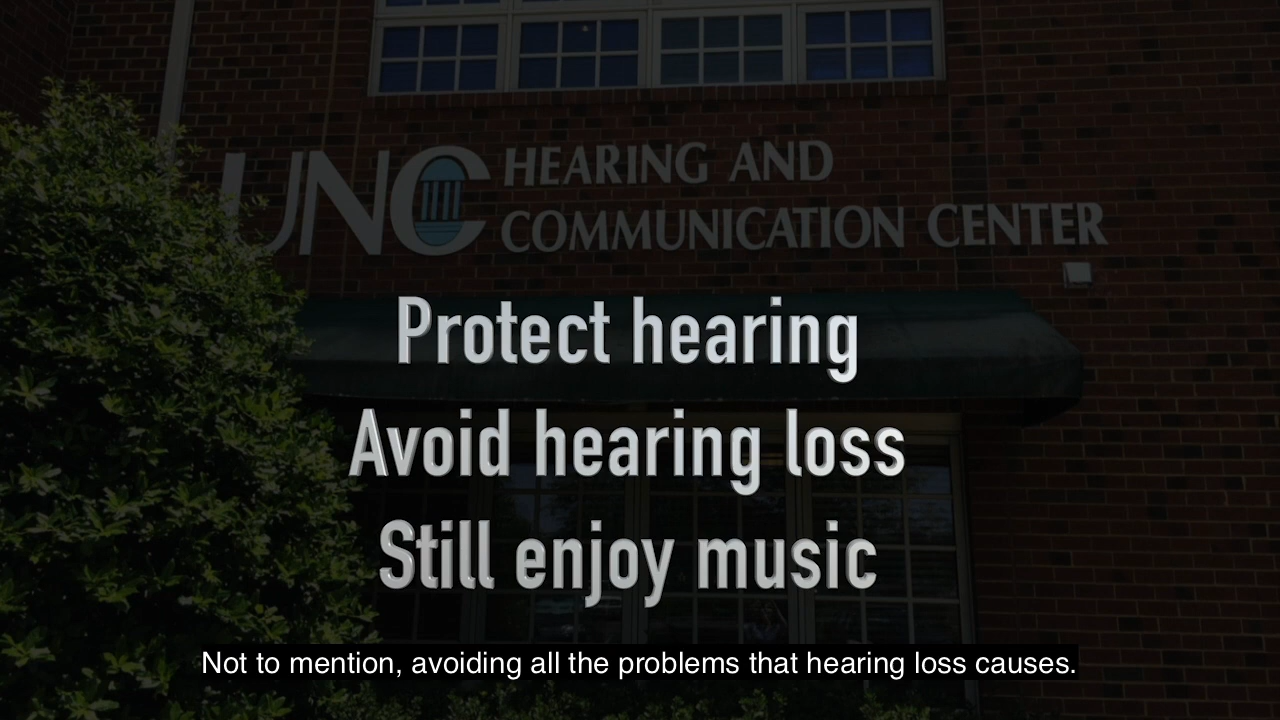 UNC HEARING AND
COMMUNICATION CENTER
Protect hearing
Avoid hearing loss
Still enjoy music
Not to mention, avoiding all the problems that hearing loss causes.